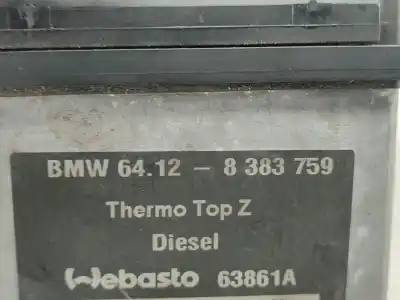 BMW 64.12 – 8 383 759
Thermo Top Z
Diesel
Webasto 63861A